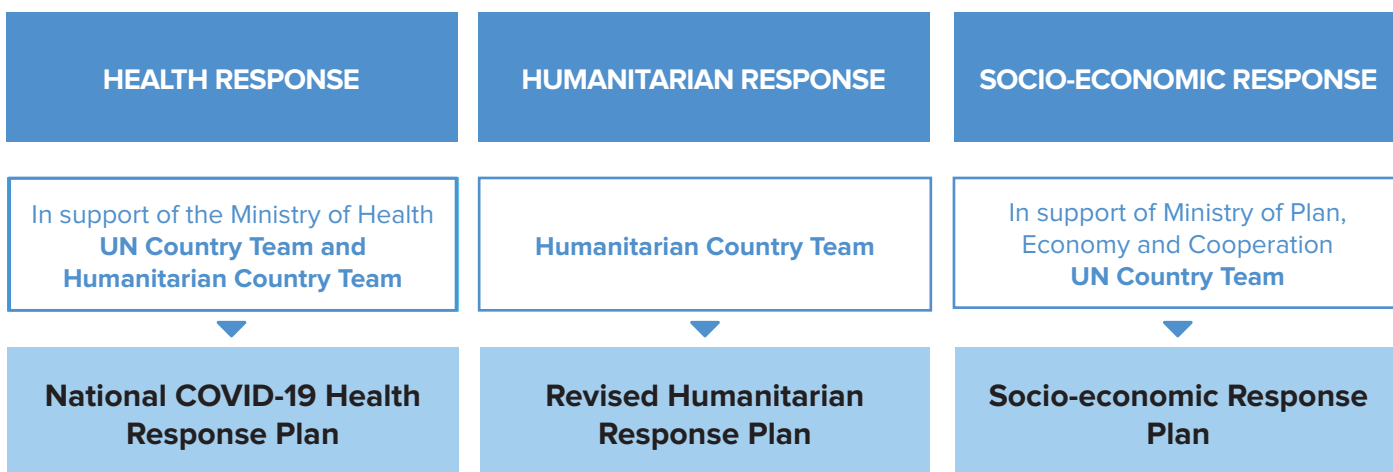 HEALTH RESPONSE
HUMANITARIAN RESPONSE
SOCIO-ECONOMIC RESPONSE
In support of the Ministry of Health
UN Country Team and
Humanitarian Country Team
Humanitarian Country Team
In support of Ministry of Plan,
Economy and Cooperation
UN Country Team
National COVID-19 Health
Response Plan
Revised Humanitarian
Response Plan
Socio-economic Response
Plan